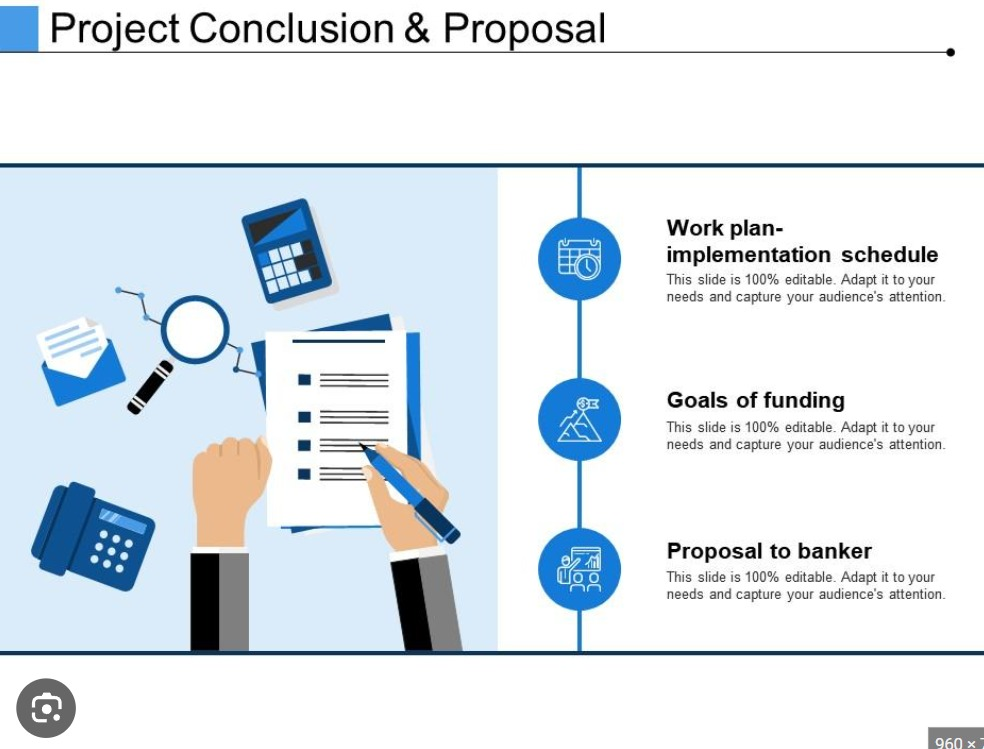 Project Conclusion & Proposal
Work plan-
implementation schedule
This slide is 100% editable. Adapt it to your
needs and capture your audience's attention.
Goals of funding
This slide is 100% editable. Adapt it to your
needs and capture your audience's attention.
Proposal to banker
This slide is 100% editable. Adapt it to your
needs and capture your audience's attention.
960 ×